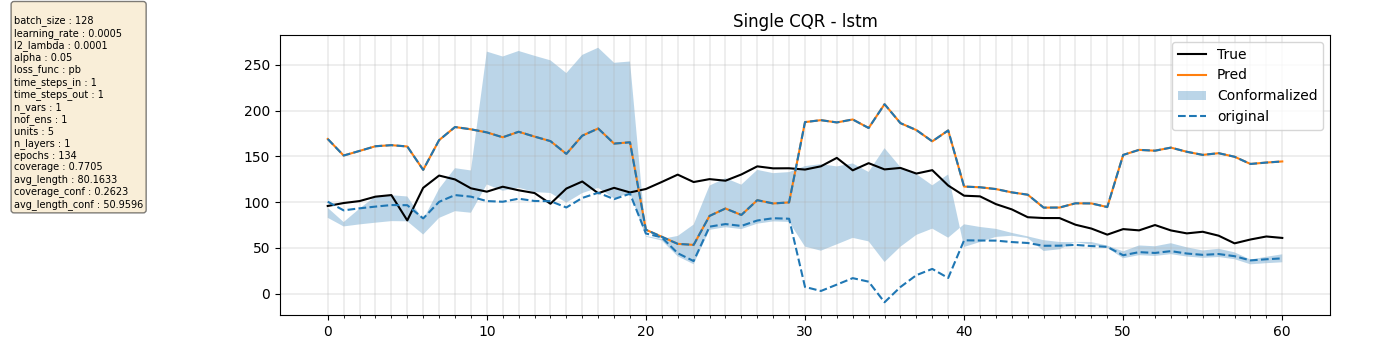 Single CQR - lstm
batch_size : 128
learning_rate : 0.0005
l2_lambda : 0.0001
alpha : 0.05
loss_func : pb
time_steps_in : 1
time_steps_out : 1
n_vars : 1
nof_ens : 1
units : 5
n_layers : 1
epochs : 134
coverage : 0.7705
avg_length : 80.1633
coverage_conf : 0.2623
avg_length_conf : 50.9596
250
200
150
100
50
0
True
Pred
Conformalized
original
0 10 20 30 40 50 60